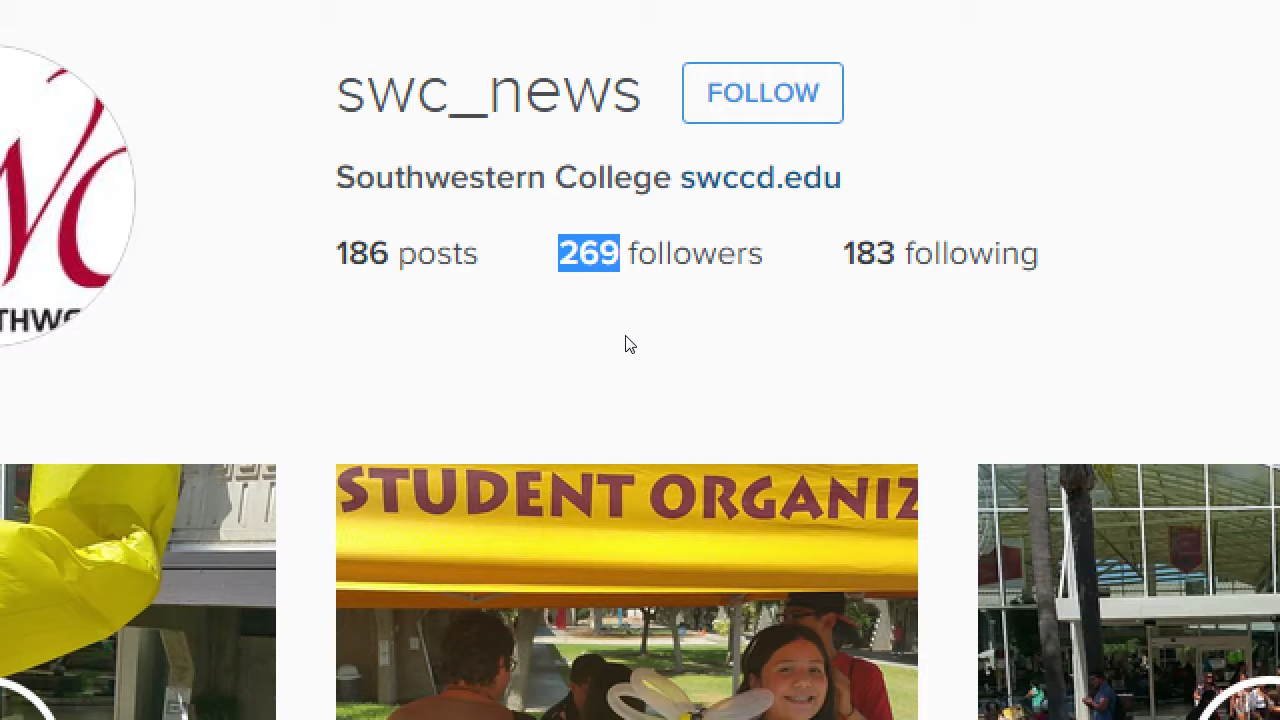 swc_news FOLLOW
Southwestern College swccd.edu
186 posts 269 followers 183 following
STUDENT ORGANIZ